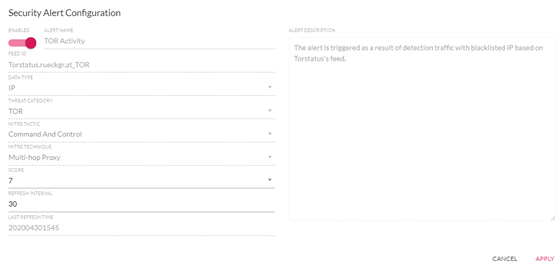 Security Alert Configuration
ENABLED
ALERT NAME
TOR Activity
FEED ID
Torstatus.rueckgr.at_TOR
DATA TYPE
IP
THREAT CATEGORY
TOR
MITRE TACTIC
Command And Control
MITRE TECHNIQUE
Multi-hop Proxy
SCORE
7
REFRESH INTERVAL
30
LAST REFRESH TIME
202004301545
ALERT DESCRIPTION
The alert is triggered as a result of detection traffic with blacklisted IP based on
Torstatus's feed.
CANCEL
APPLY